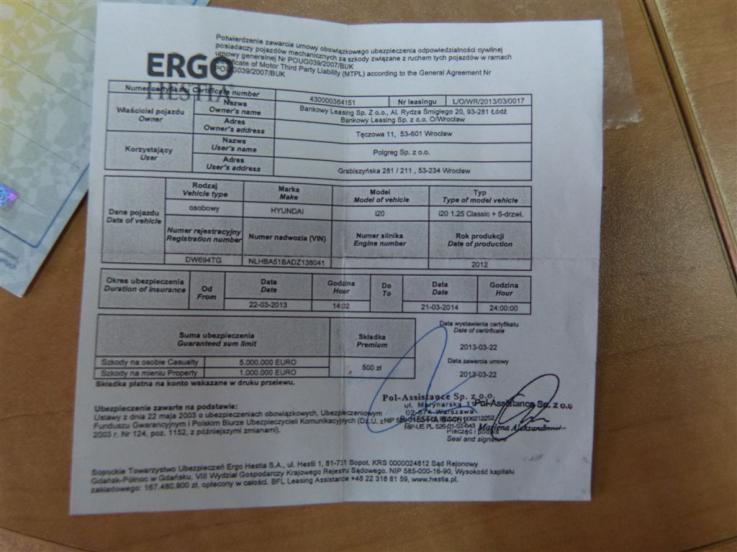 Potwierdzenie zawarcia umowy obowiązkowego ubezpieczenia odpowiedzialności cywilnej
posiadaczy pojazdów mechanicznych za szkody związane z ruchem tych pojazdów w ramach
umowy generalnej Nr POUG039/2007/BUK
Certificate of Motor Third Party Liability (MTPL) according to the General Agreement Nr
POUG039/2007/BUK
ERGO
HESTIA
Numer certyfikatu Certificate number 430000364151 Nr leasingu L/O/WR/2013/03/0017
Właściciel pojazdu Owner
Nazwa Owner's name
Bankowy Leasing Sp. Z o.o., Al. Rydza Śmigłego 20, 93-281 Łódź
Bankowy Leasing Sp. z o.o. O/Wrocław
Adres Owner's address
Tęczowa 11, 53-601 Wrocław
Korzystający User
Nazwa User's name
Polgreg Sp. z o.o.
Adres User's address
Grabiszyńska 281 / 211, 53-234 Wrocław
Dane pojazdu Date of vehicle
Rodzaj Marka Model Typ
Vehicle type Make Model of vehicle Type of model vehicle
osobowy HYUNDAI i20 i20 1.25 Classic + 5-drzwi.
Numer rejestracyjny Numer nadwozia (VIN) Numer silnika Rok produkcji
Registration number Engine number Date of production
DW694TG NLHBA51BADZ138041 2012
Okres ubezpieczenia Duration of insurance
Od From
Data Godzina Do Data Godzina
Date Hour To Date Hour
22-03-2013 14:02 21-03-2014 24:00:00
Suma ubezpieczenia Składka
Guaranteed sum limit Premium
Szkody na osobie Casualty 5.000.000 EURO
Szkody na mieniu Property 1.000.000 EURO
500 zł
Składka płatna na konto wskazane w druku przelewu.
Data wystawienia certyfikatu
Date of certificate
2013-03-22
Data zawarcia umowy
2013-03-22
Pol-Assistance Sp. z o.o.
ul. Marynarska
Warszawa
Pol-Assistance Sp. z o.o.
Marzena
Pieczęć i podpis
Seal and signature
Ubezpieczenie zawarte na podstawie:
Ustawy z dnia 22 maja 2003 o ubezpieczeniach obowiązkowych, Ubezpieczeniowym
Funduszu Gwarancyjnym i Polskim Biurze Ubezpieczycieli Komunikacyjnych (Dz.U. z
2003 r. Nr 124, poz. 1152, z późniejszymi zmianami).
Sopockie Towarzystwo Ubezpieczeń Ergo Hestia S.A., ul. Hestii 1, 81-731 Sopot, KRS 0000024812 Sąd Rejonowy
Gdańsk-Północ w Gdańsku, VIII Wydział Gospodarczy Krajowego Rejestru Sądowego, NIP 585-000-16-90, Wysokość kapitału
zakładowego: 167.480.900 zł, opłacony w całości. BFL Leasing Assistance +48 22 318 81 59, www.hestia.pl.